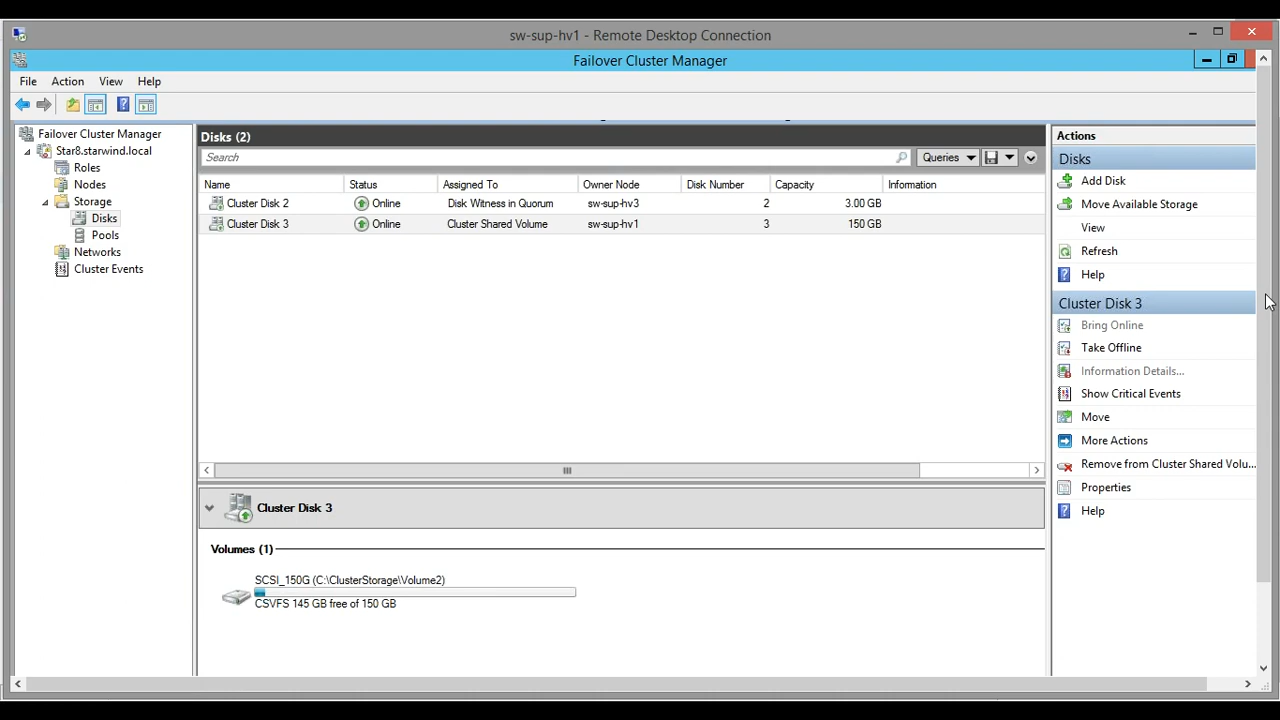 sw-sup-hv1 - Remote Desktop Connection
Failover Cluster Manager
File Action View Help
Failover Cluster Manager
Star8.starwind.local
Roles
Nodes
Storage
Disks
Pools
Networks
Cluster Events
Disks (2)
Search
Queries
Name Status Assigned To Owner Node Disk Number Capacity Information
Cluster Disk 2 Online Disk Witness in Quorum sw-sup-hv3 2 3.00 GB
Cluster Disk 3 Online Cluster Shared Volume sw-sup-hv1 3 150 GB
Cluster Disk 3
Volumes (1)
SCSI_150G (C:\ClusterStorage\Volume2)
CSVFS 145 GB free of 150 GB
Actions
Disks
Add Disk
Move Available Storage
View
Refresh
Help
Cluster Disk 3
Bring Online
Take Offline
Information Details...
Show Critical Events
Move
More Actions
Remove from Cluster Shared Volu...
Properties
Help